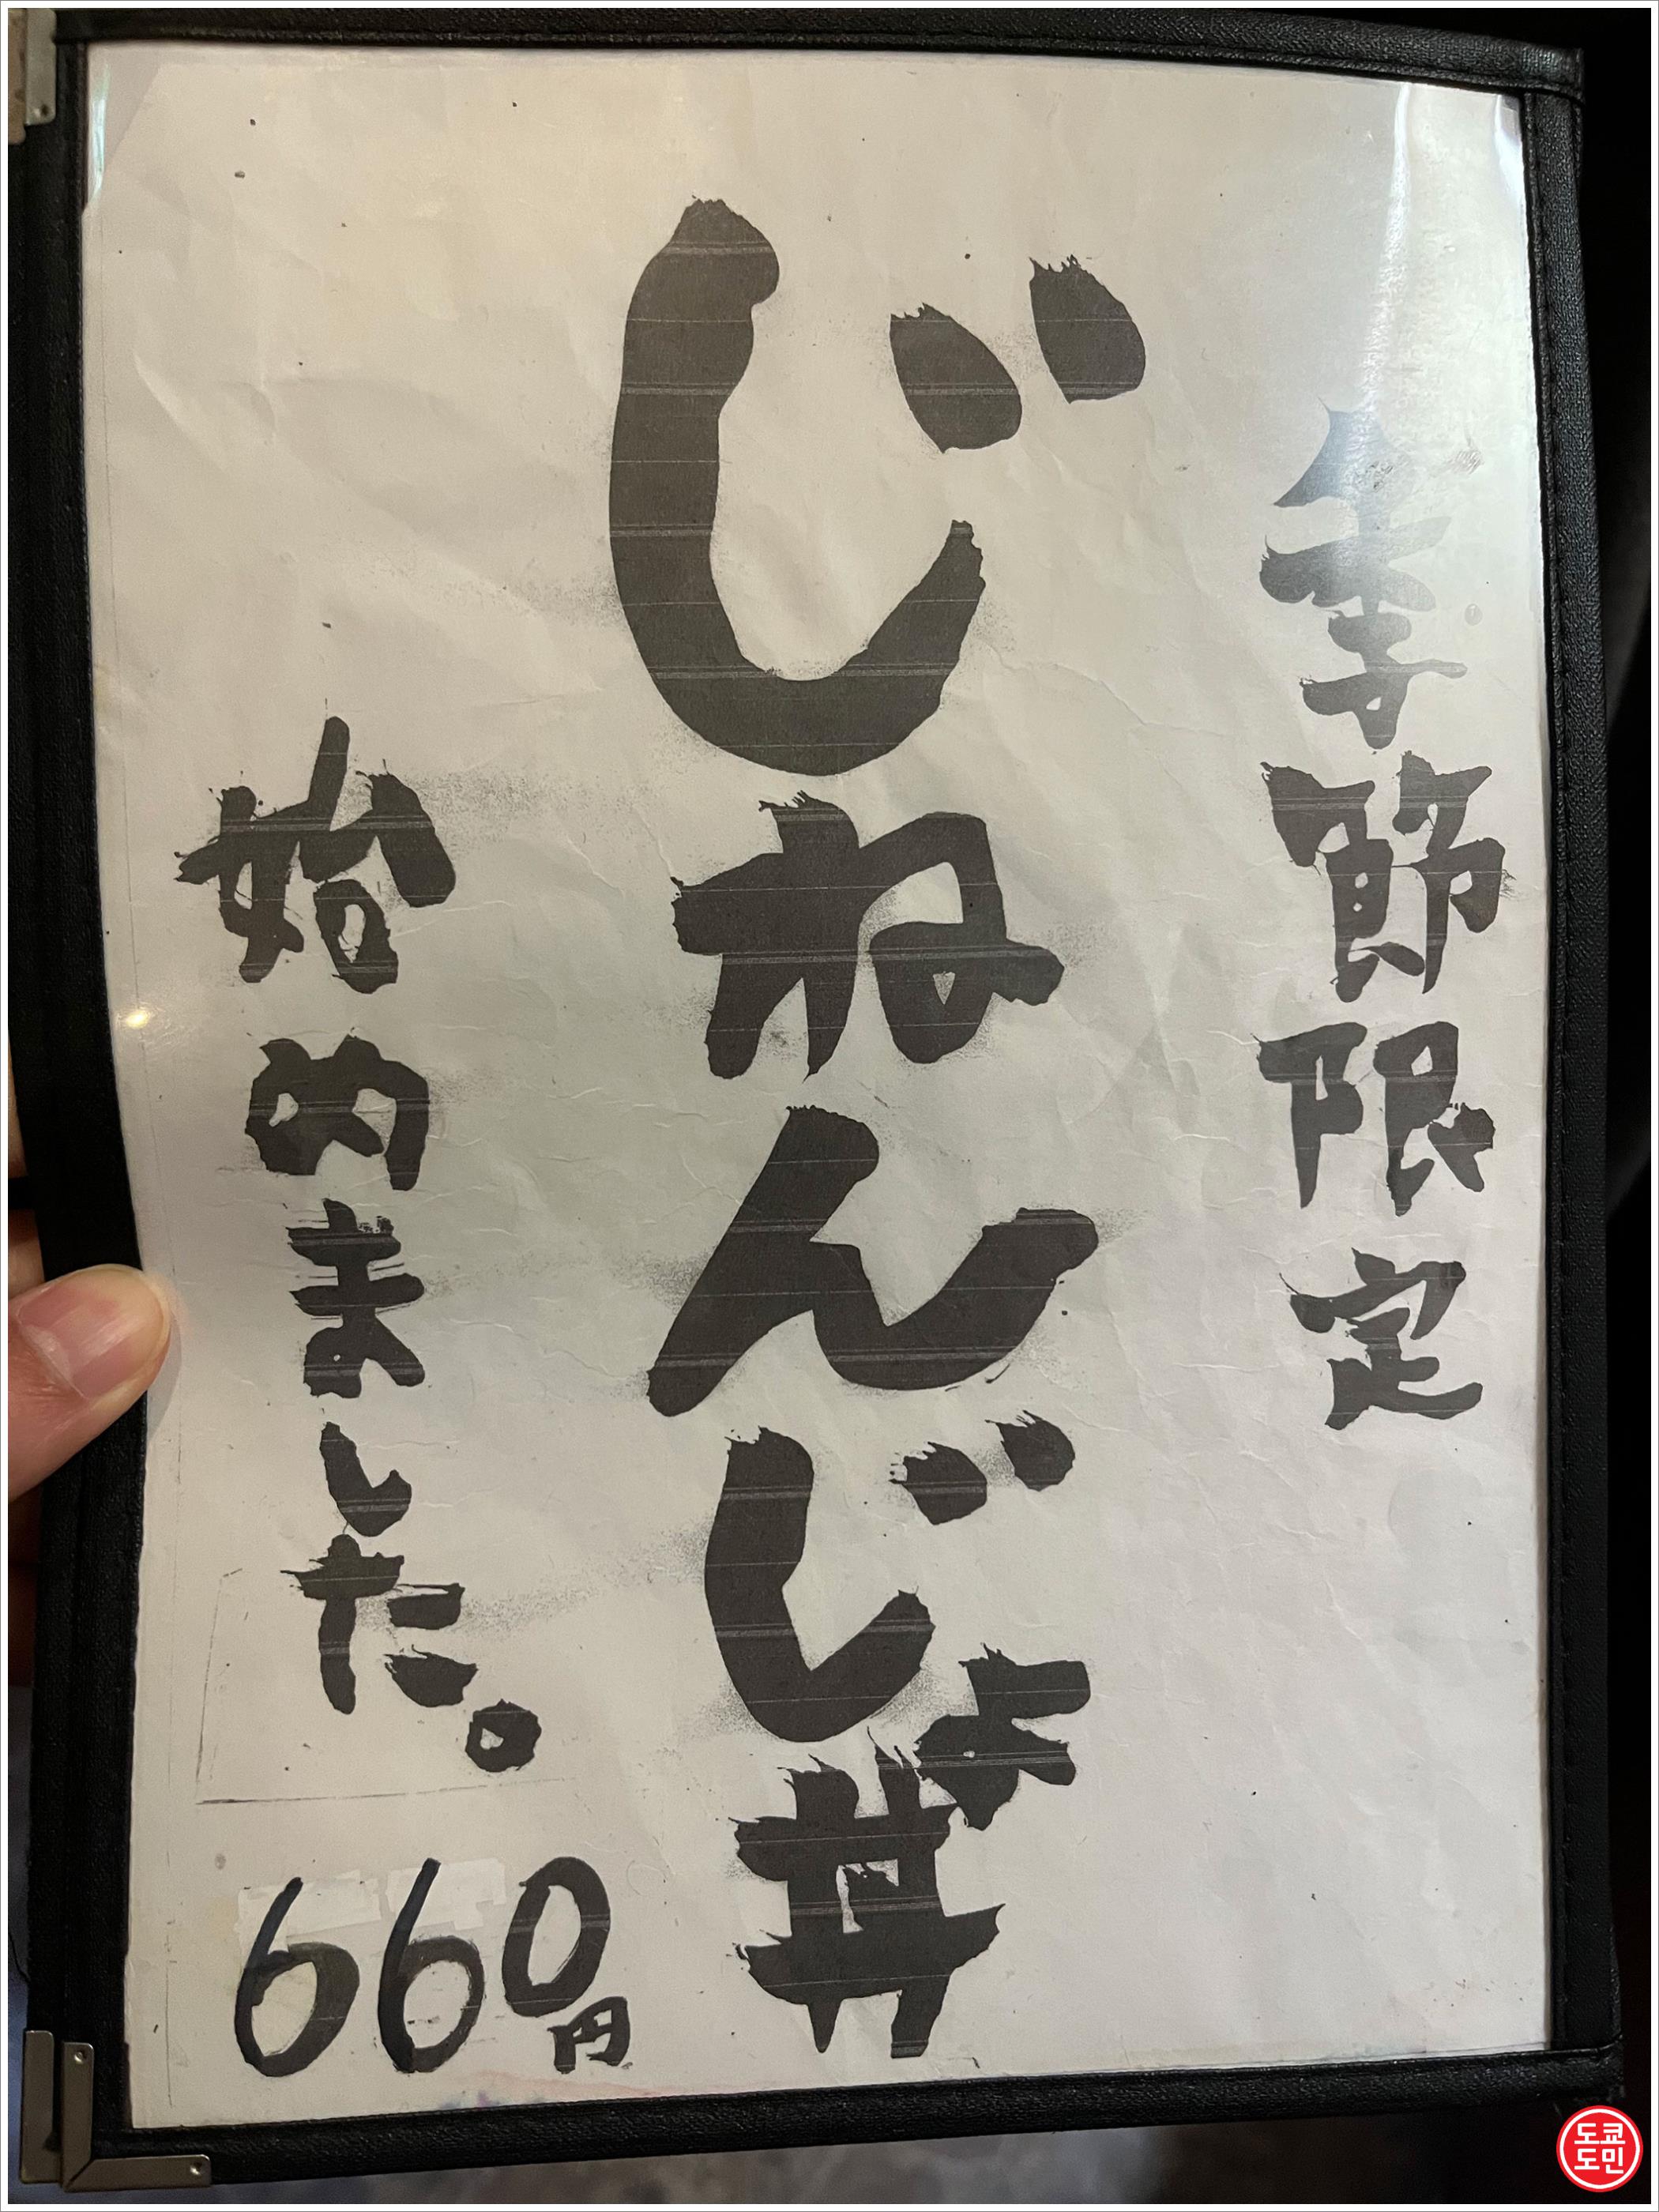 季節限定
じねんじょ丼
始めました。
660円
도쿄
도민